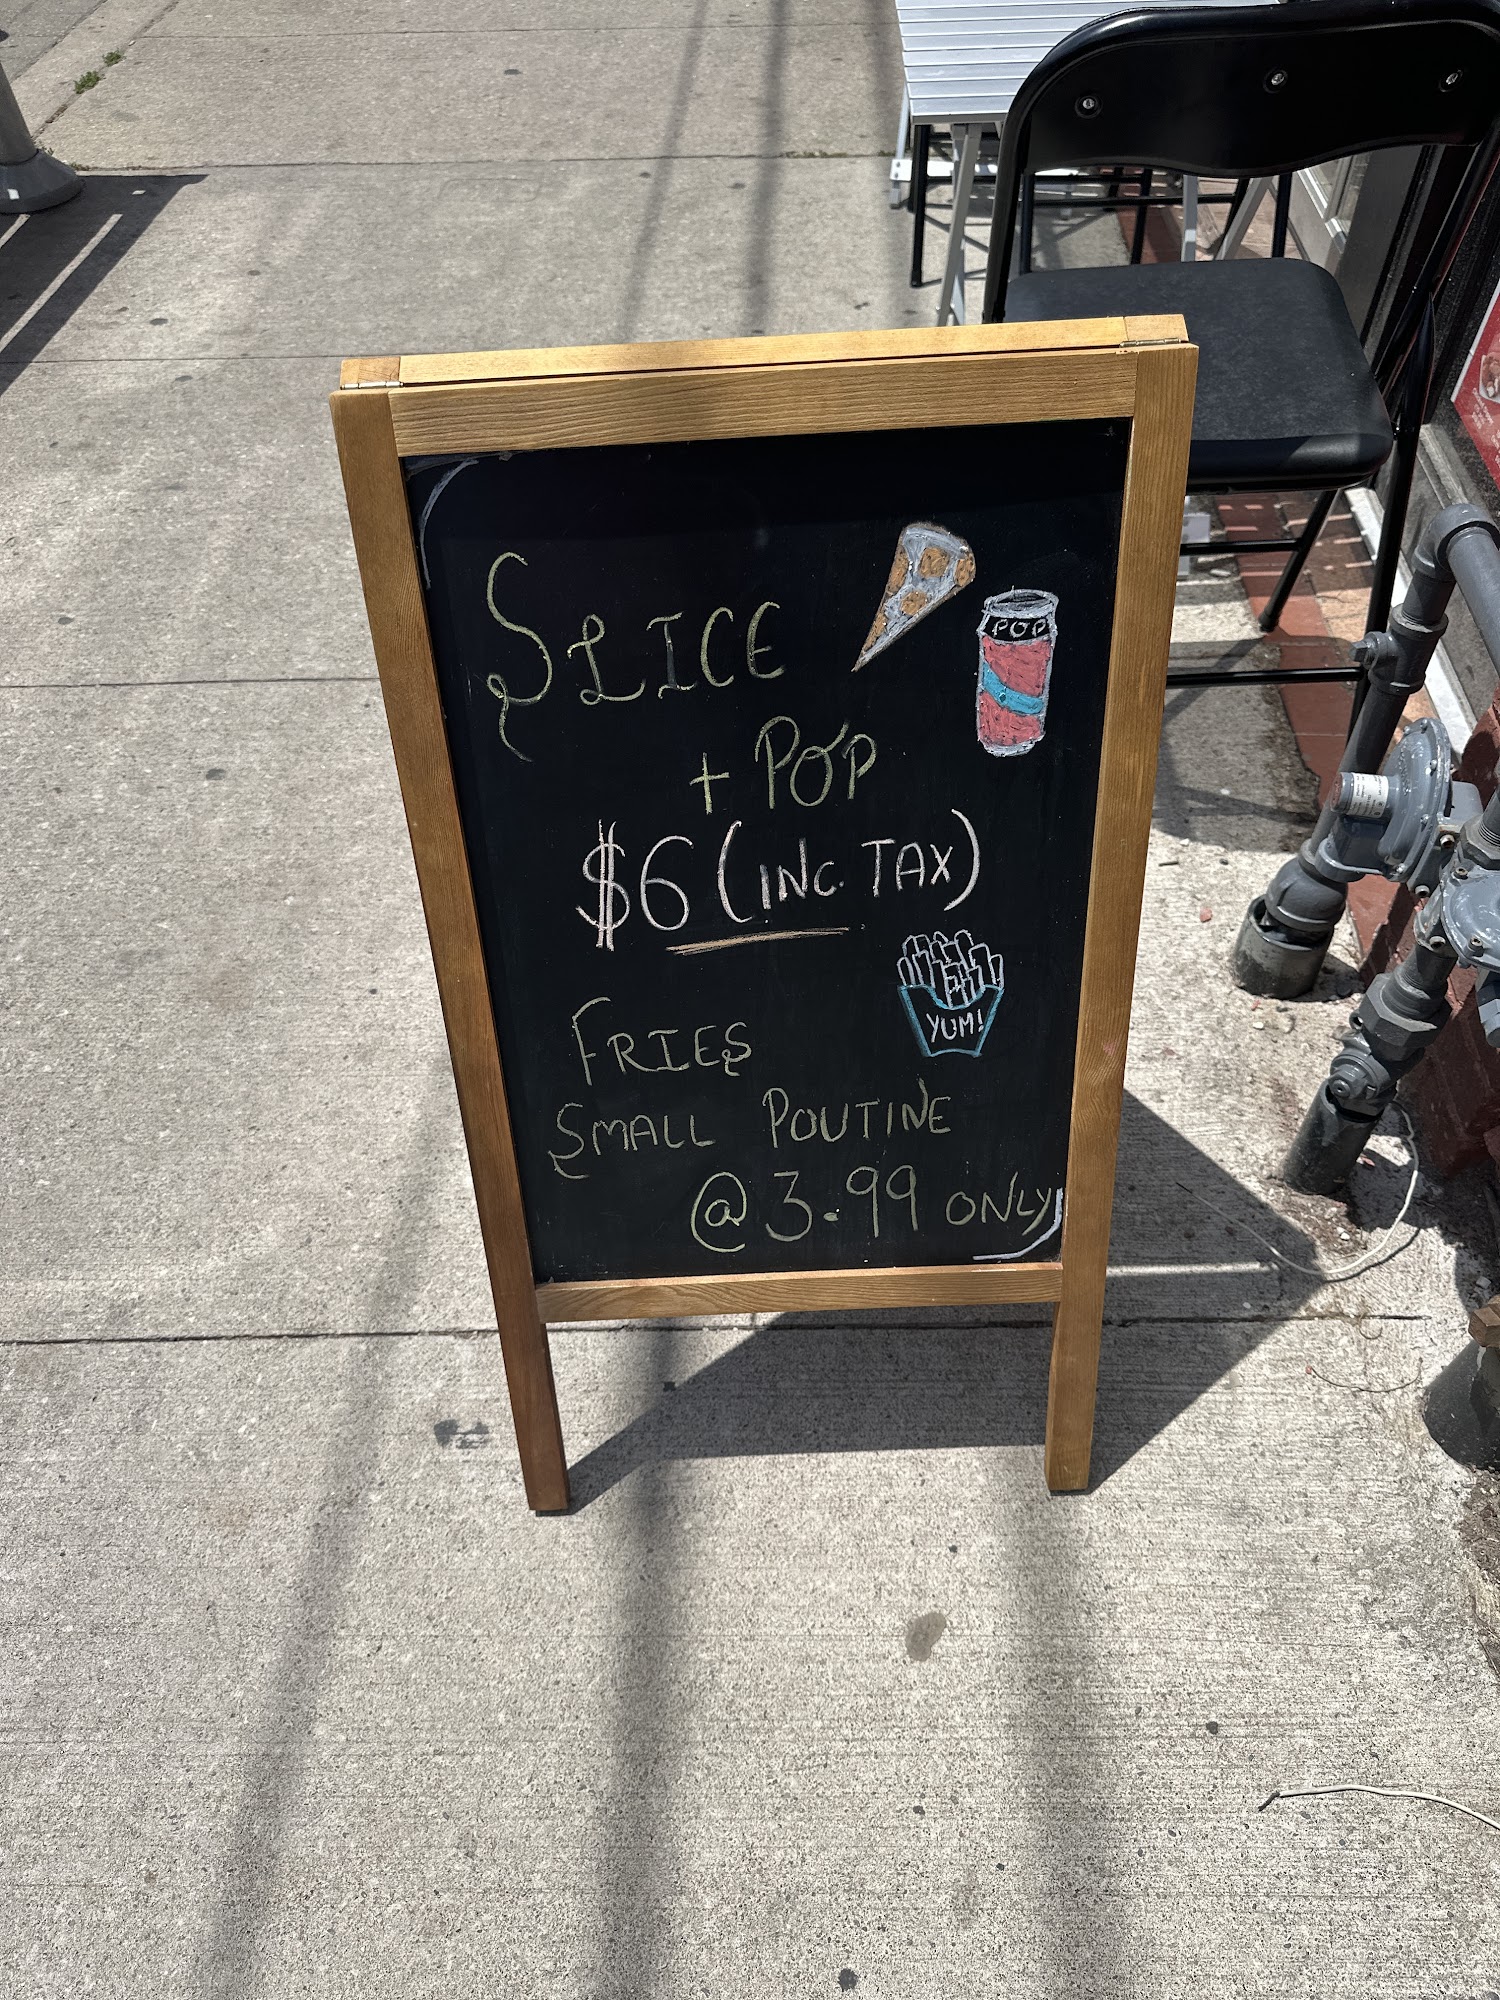 SLICE
POP
+ POP
$6 (INC. TAX)
YUM!
FRIES
SMALL POUTINE
@ 3.99 ONLY